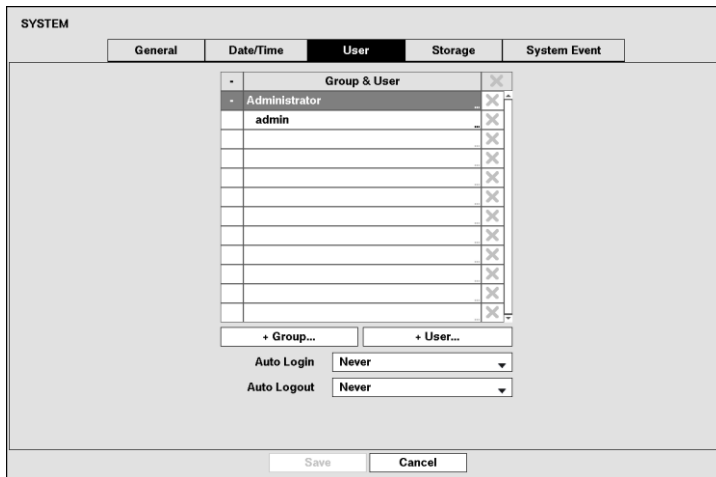 SYSTEM
General Date/Time User Storage System Event
- Group & User
- Administrator ...
admin ...
+ Group... + User...
Auto Login Never
Auto Logout Never
Save Cancel